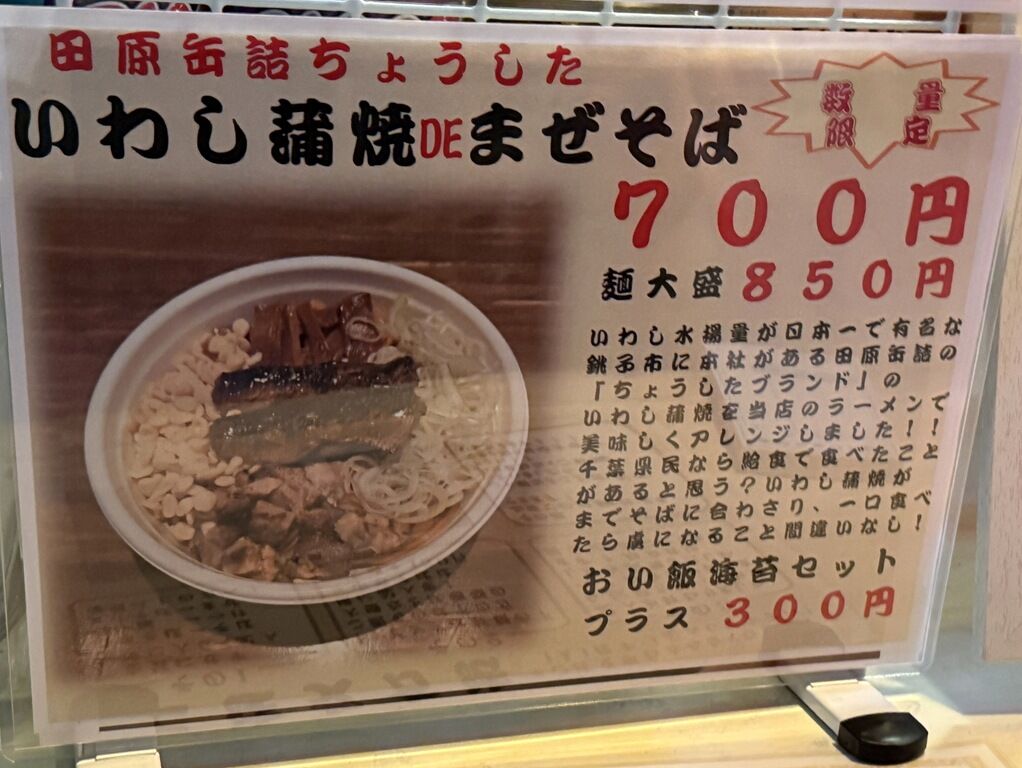 田原缶詰ちょうした
いわし蒲焼DEまぜそば
数量
限定
700円
麺大盛850円
いわし水揚量が日本一で有名な
銚子市に本社がある田原缶詰の
「ちょうしたブランド」の
いわし蒲焼を当店のラーメンで
美味しくアレンジしました！！
千葉県民なら給食で食べたこと
があると思う？いわし蒲焼が
までそばに合わさり、一口食べ
たら虜になること間違いなし！
おい飯海苔セット
プラス 300円